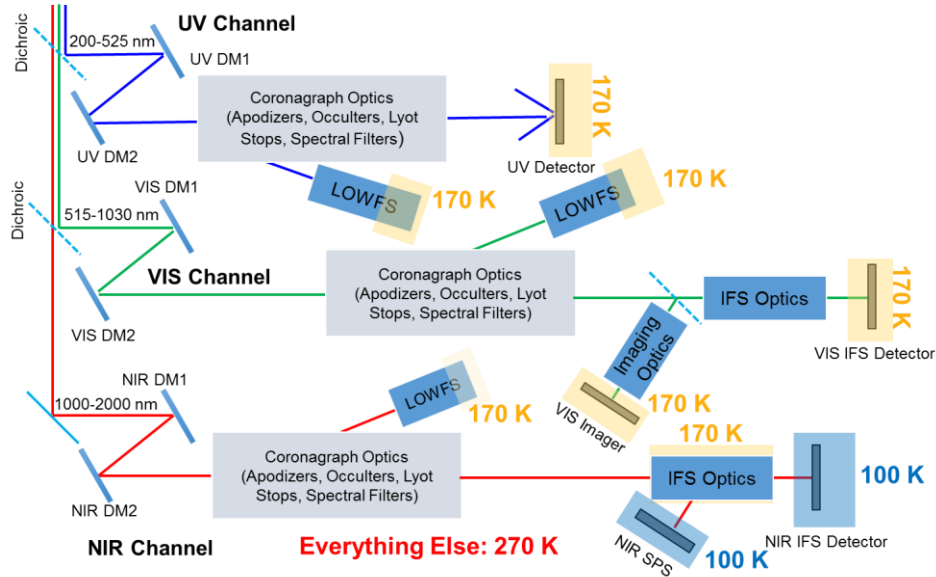 UV Channel
Dichroic
200-525 nm
UV DM1
UV DM2
Coronagraph Optics
(Apodizers, Occulters, Lyot
Stops, Spectral Filters)
170 K
UV Detector
LOWFS
170 K
LOWFS
170 K
Dichroic
VIS DM1
515-1030 nm
VIS Channel
VIS DM2
Coronagraph Optics
(Apodizers, Occulters, Lyot
Stops, Spectral Filters)
IFS Optics
170 K
VIS IFS Detector
Imaging
Optics
170 K
VIS Imager
NIR DM1
1000-2000 nm
NIR DM2
LOWFS
170 K
Coronagraph Optics
(Apodizers, Occulters, Lyot
Stops, Spectral Filters)
170 K
IFS Optics
100 K
NIR IFS Detector
NIR SPS
100 K
NIR Channel
Everything Else: 270 K